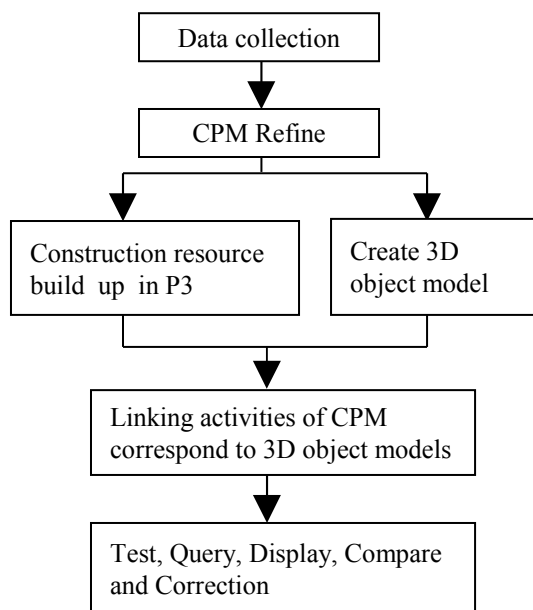 Data collection
CPM Refine
Construction resource
build up in P3
Create 3D
object model
Linking activities of CPM
correspond to 3D object models
Test, Query, Display, Compare
and Correction